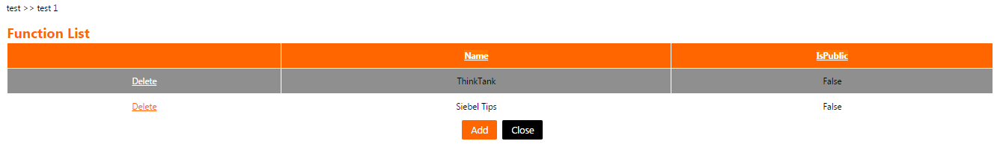 test >> test 1
Function List
Name IsPublic
Delete ThinkTank False
Delete Siebel Tips False
Add Close